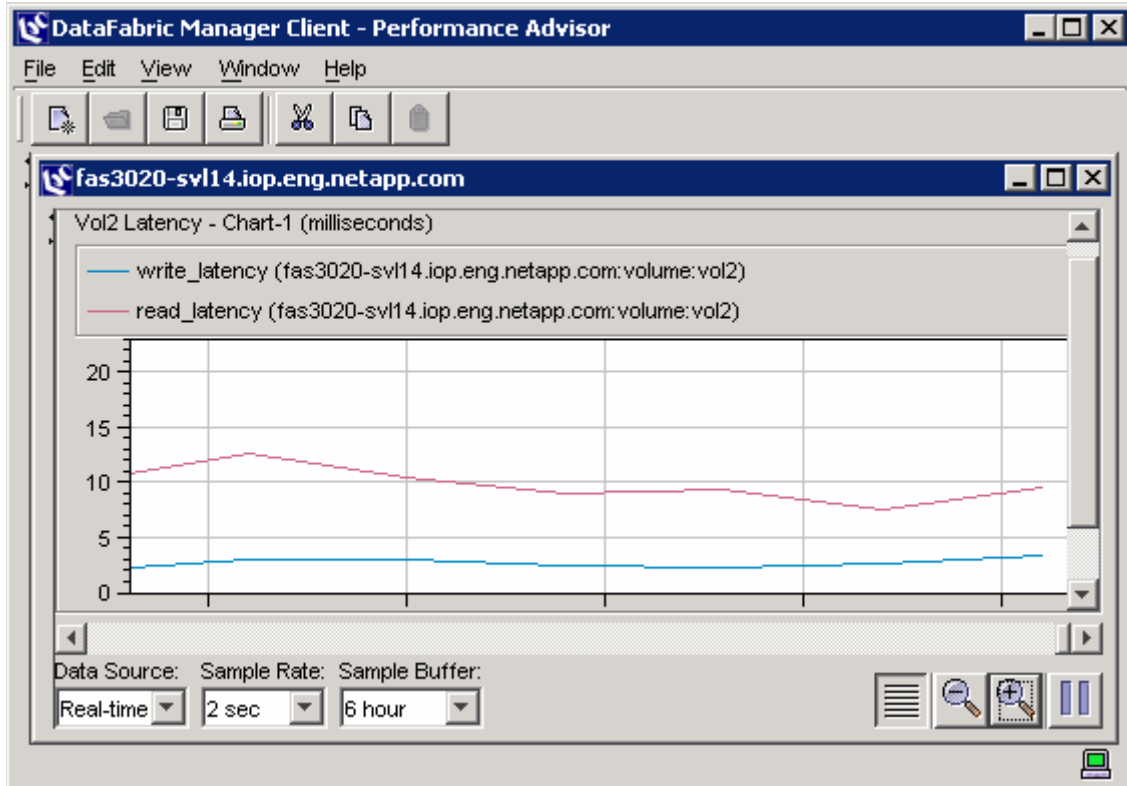 DataFabric Manager Client - Performance Advisor
File Edit View Window Help
fas3020-svl14.iop.eng.netapp.com
Vol2 Latency - Chart-1 (milliseconds)
write_latency (fas3020-svl14.iop.eng.netapp.com:volume:vol2)
read_latency (fas3020-svl14.iop.eng.netapp.com:volume:vol2)
20
15
10
5
0
Data Source: Sample Rate: Sample Buffer:
Real-time 2 sec 6 hour